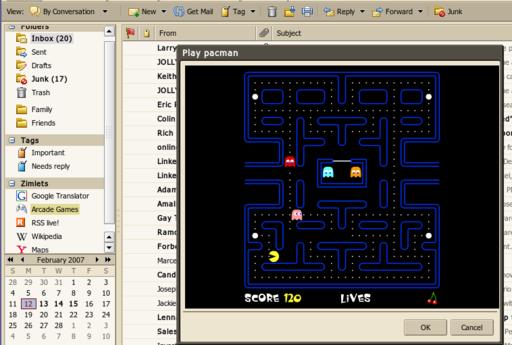 View: By Conversation New Get Mail Tag Reply Forward Junk
Folders
Inbox (20)
Sent
Drafts
Junk (17)
Trash
Family
Friends
Tags
Important
Needs reply
Zimlets
Google Translator
Arcade Games
RSS live!
Wikipedia
Maps
February 2007
S M T W T F S
28 29 30 31 1 2 3
4 5 6 7 8 9 10
11 12 13 14 15 16 17
18 19 20 21 22 23 24
25 26 27 28 1 2 3
4 5 6 7 8 9 10
From Subject
Larry
JOLL
Keith
JOLL
Eric
Colin
Rich
online
Linke
Linke
Adam
Amal
Gay T
Ramo
Forbe
Marce
Cand
Josep
Jackie
Lenn
Sales
Play pacman
SCORE 120 LIVES
OK Cancel